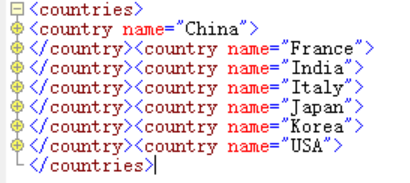 <countries>
<country name="China">
</country><country name="France">
</country><country name="India">
</country><country name="Italy">
</country><country name="Japan">
</country><country name="Korea">
</country><country name="USA">
</countries>